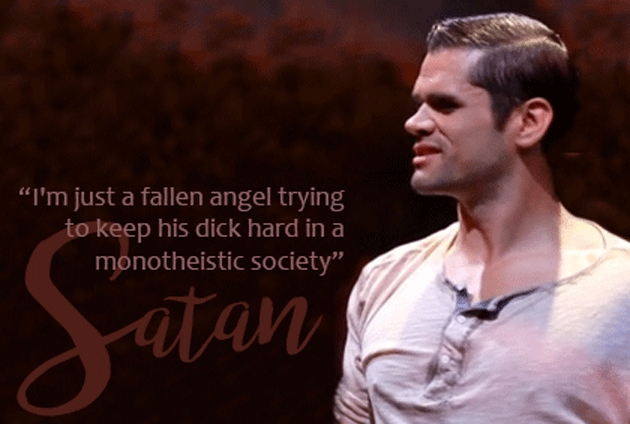 “I'm just a fallen angel trying
to keep his dick hard in a
monotheistic society”
Satan